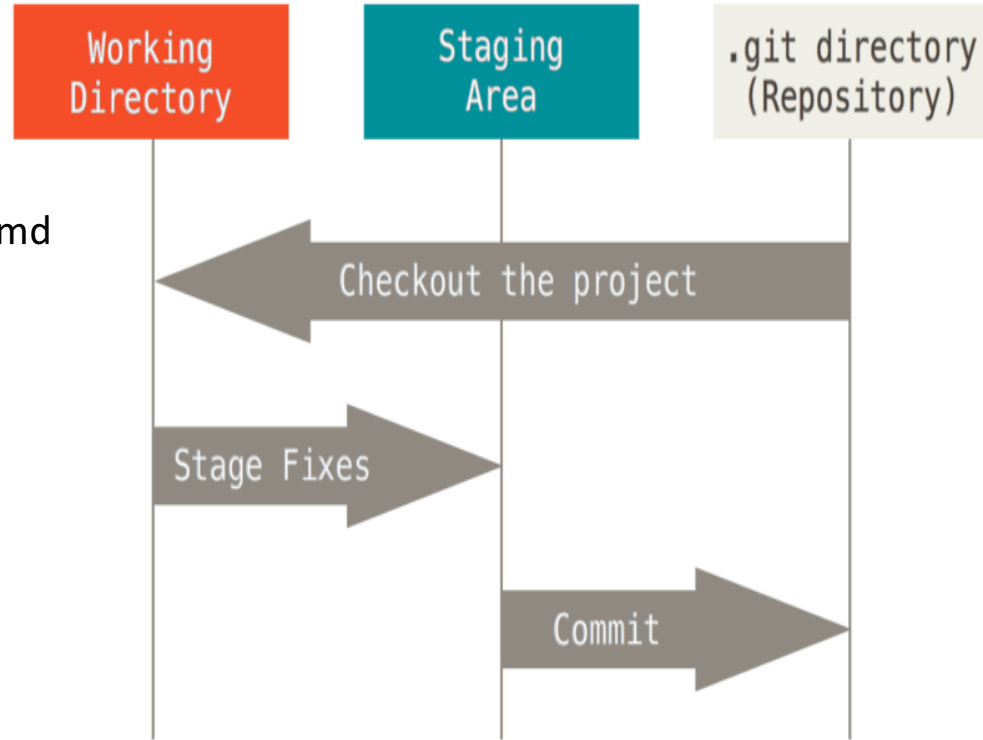 Working
Directory
Staging
Area
.git directory
(Repository)
md
Checkout the project
Stage Fixes
Commit